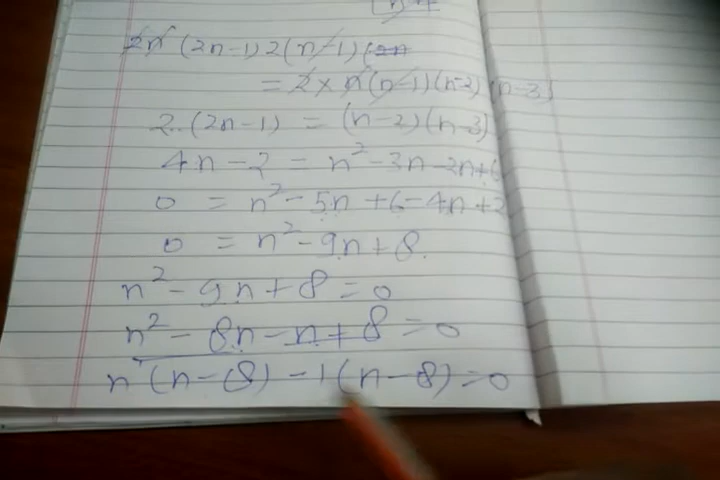 2n (2n-1) 2(n-1) (2n
= 2 × n(n-1)(n-2)(n-3)
2.(2n-1) = (n-2)(n-3)
4n-2 = n²-3n-2n+6
0 = n²-5n+6-4n+2
0 = n²-9n+8.
n²-9n+8=0
n²-8n-n+8=0
n(n-8)-1(n-8)=0